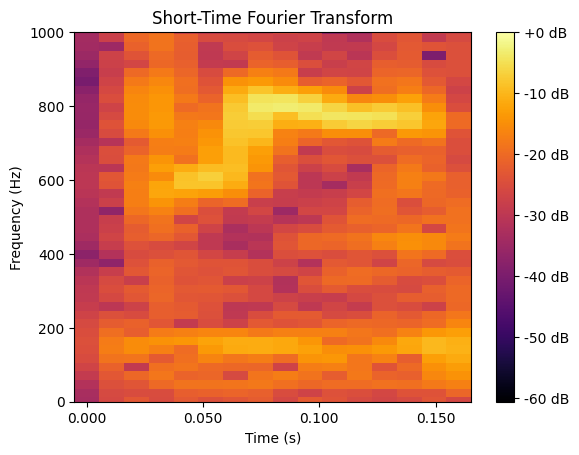 Short-Time Fourier Transform
1000
800
600
400
200
0
Frequency (Hz)
0.000
0.050
0.100
0.150
Time (s)
+0 dB
-10 dB
-20 dB
-30 dB
-40 dB
-50 dB
-60 dB